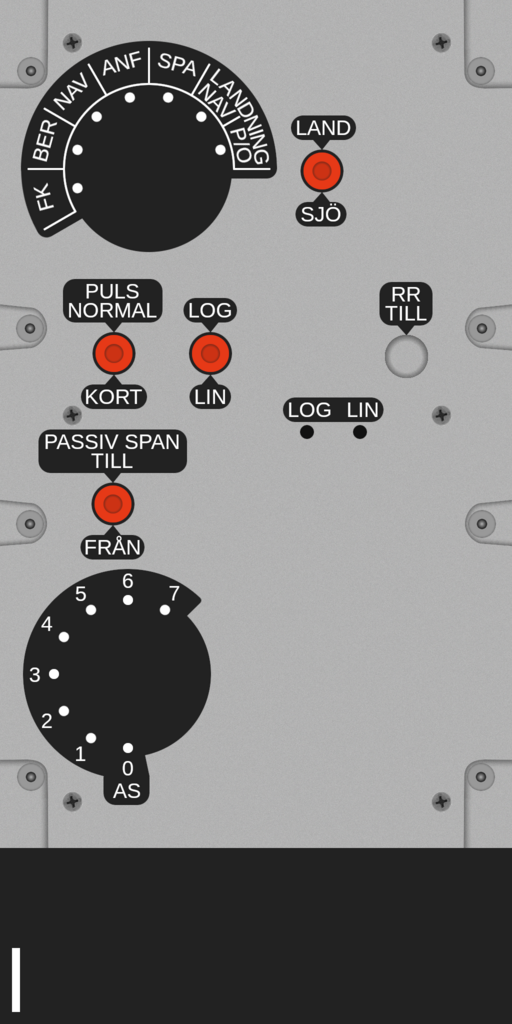 FK
BER
NAV
ANF
SPA
LANDNING
NAV
P/O
LAND
SJÖ
PULS
NORMAL
KORT
LOG
LIN
RR
TILL
LOG LIN
PASSIV SPAN
TILL
FRÅN
7
6
5
4
3
2
1
0
AS